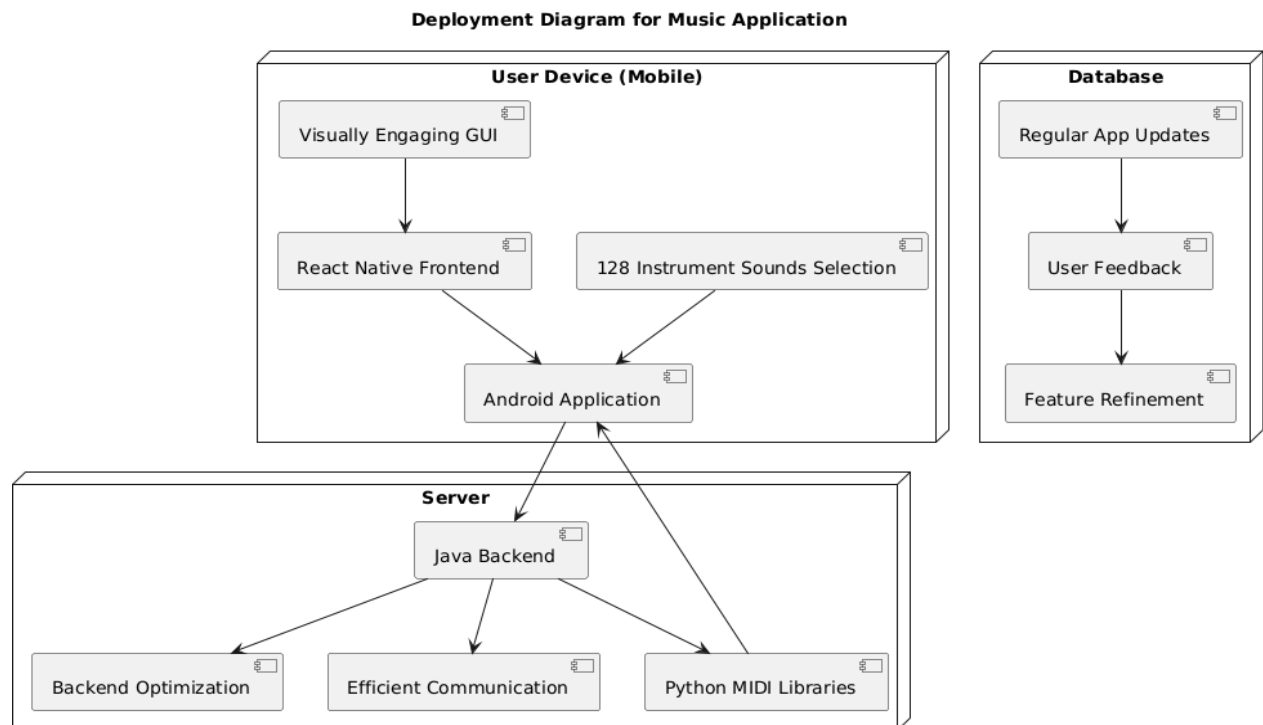 Deployment Diagram for Music Application
User Device (Mobile)
Database
Visually Engaging GUI
Regular App Updates
React Native Frontend
128 Instrument Sounds Selection
User Feedback
Android Application
Feature Refinement
Server
Java Backend
Backend Optimization
Efficient Communication
Python MIDI Libraries